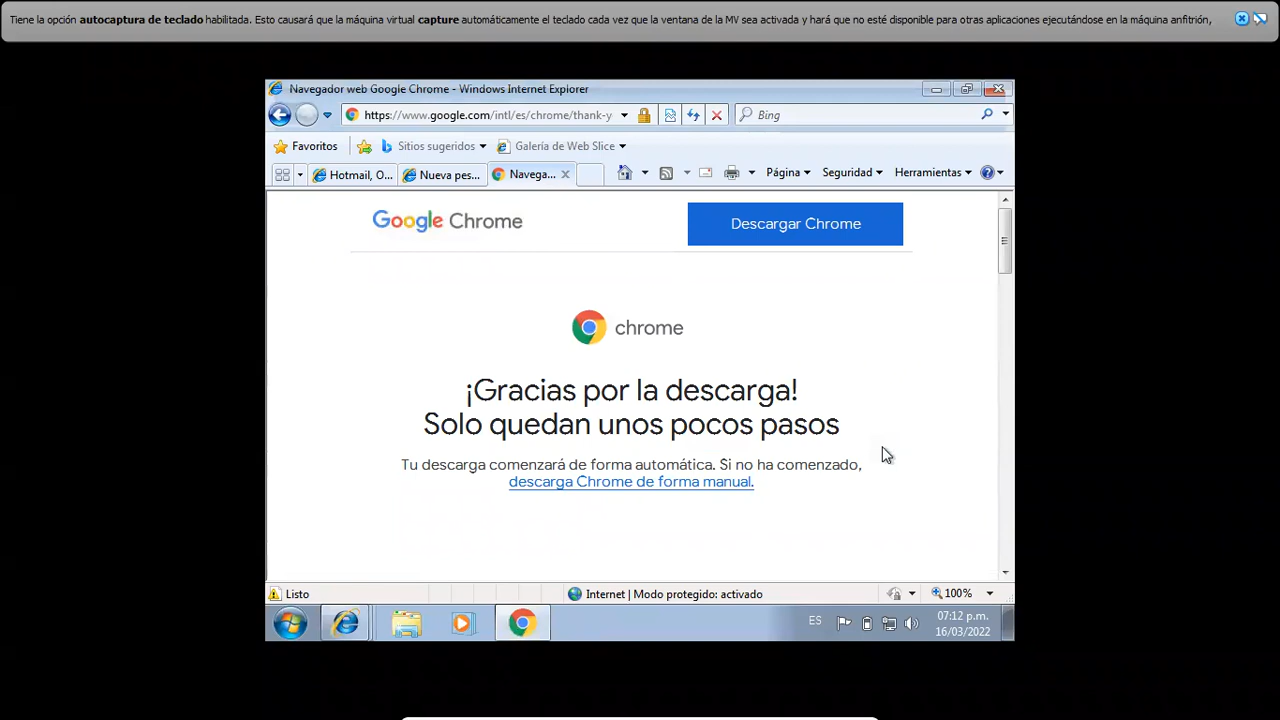 Tiene la opción autocaptura de teclado habilitada. Esto causará que la máquina virtual capture automáticamente el teclado cada vez que la ventana de la MV sea activada y hará que no esté disponible para otras aplicaciones ejecutándose en la máquina anfitrión,
Navegador web Google Chrome - Windows Internet Explorer
https://www.google.com/intl/es/chrome/thank-y
Bing
Favoritos Sitios sugeridos Galería de Web Slice
Hotmail, O... Nueva pes... Navega... Página Seguridad Herramientas
Google Chrome Descargar Chrome
chrome
¡Gracias por la descarga!
Solo quedan unos pocos pasos
Tu descarga comenzará de forma automática. Si no ha comenzado,
descarga Chrome de forma manual.
Listo Internet | Modo protegido: activado 100%
ES 07:12 p.m.
16/03/2022